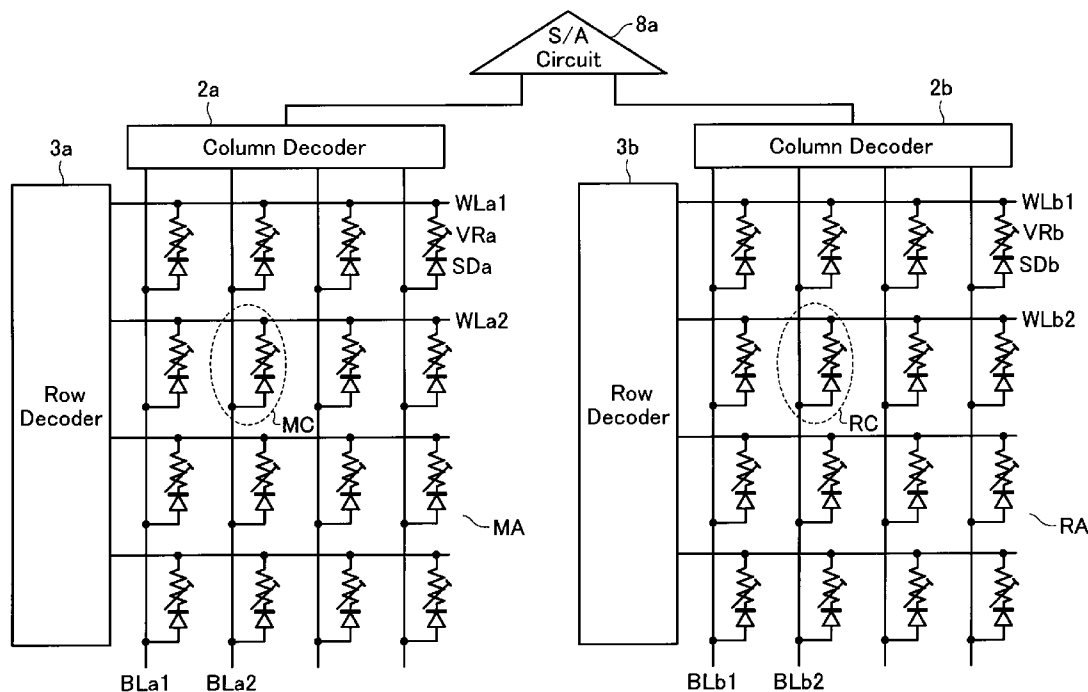 8a
S/A
Circuit
2a
2b
Column Decoder
Column Decoder
3a
3b
WLa1
WLb1
VRa
VRb
SDa
SDb
WLa2
WLb2
Row
Decoder
Row
Decoder
MC
RC
MA
RA
BLa1
BLa2
BLb1
BLb2